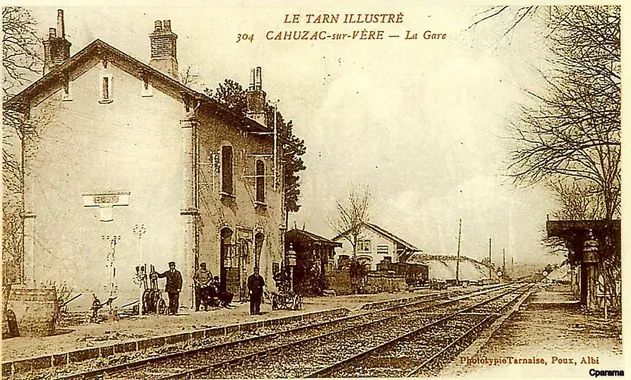 LE TARN ILLUSTRÉ
304 CAHUZAC-sur-VÈRE — La Gare
PhototypieTarnaise, Poux, Albi
Cparama